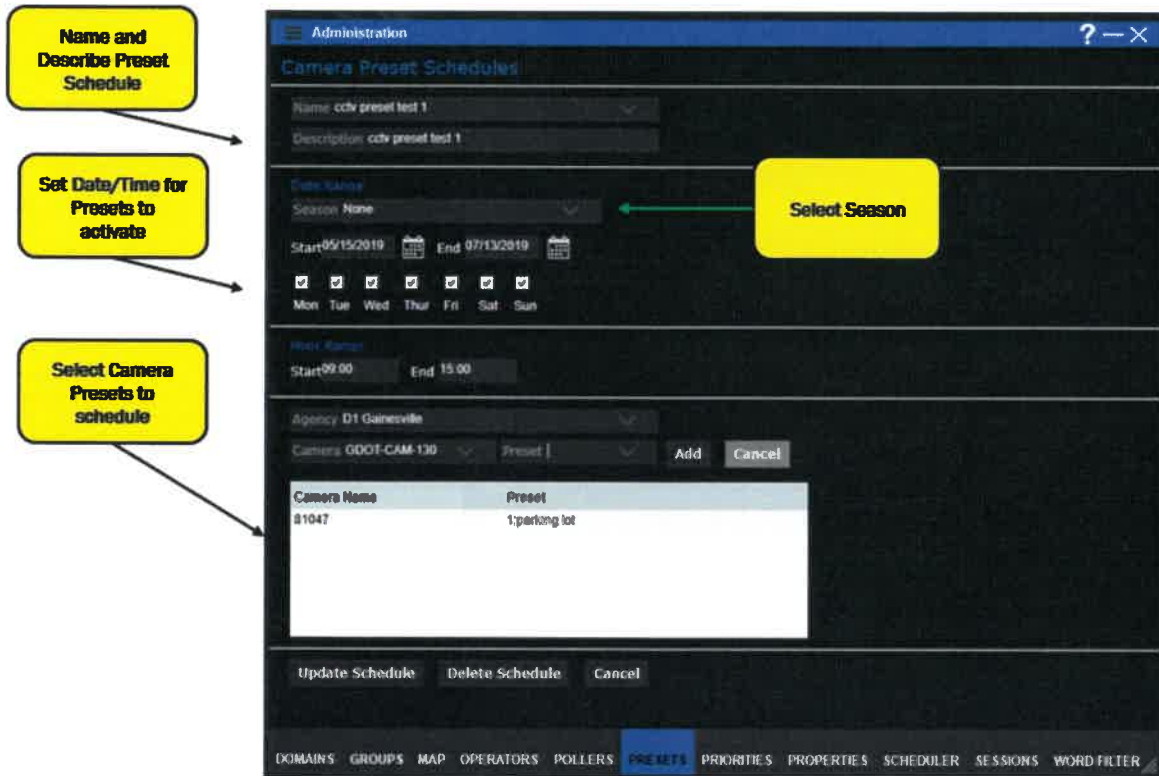 Name and
Describe Preset
Schedule
Set Date/Time for
Presets to
activate
Select Camera
Presets to
schedule
Administration
? — ×
Camera Preset Schedules
Name cctv preset test 1
Description cctv preset test 1
Date Range
Season None
Select Season
Start 05/15/2019 End 07/13/2019
Mon Tue Wed Thur Fri Sat Sun
Hour Range
Start 09:00 End 15:00
Agency D1 Gainesville
Camera GDOT-CAM-130 Preset Add Cancel
Camera Name Preset
81047 1:parking lot
Update Schedule Delete Schedule Cancel
DOMAINS GROUPS MAP OPERATORS POLLERS PRESETS PRIORITIES PROPERTIES SCHEDULER SESSIONS WORD FILTER